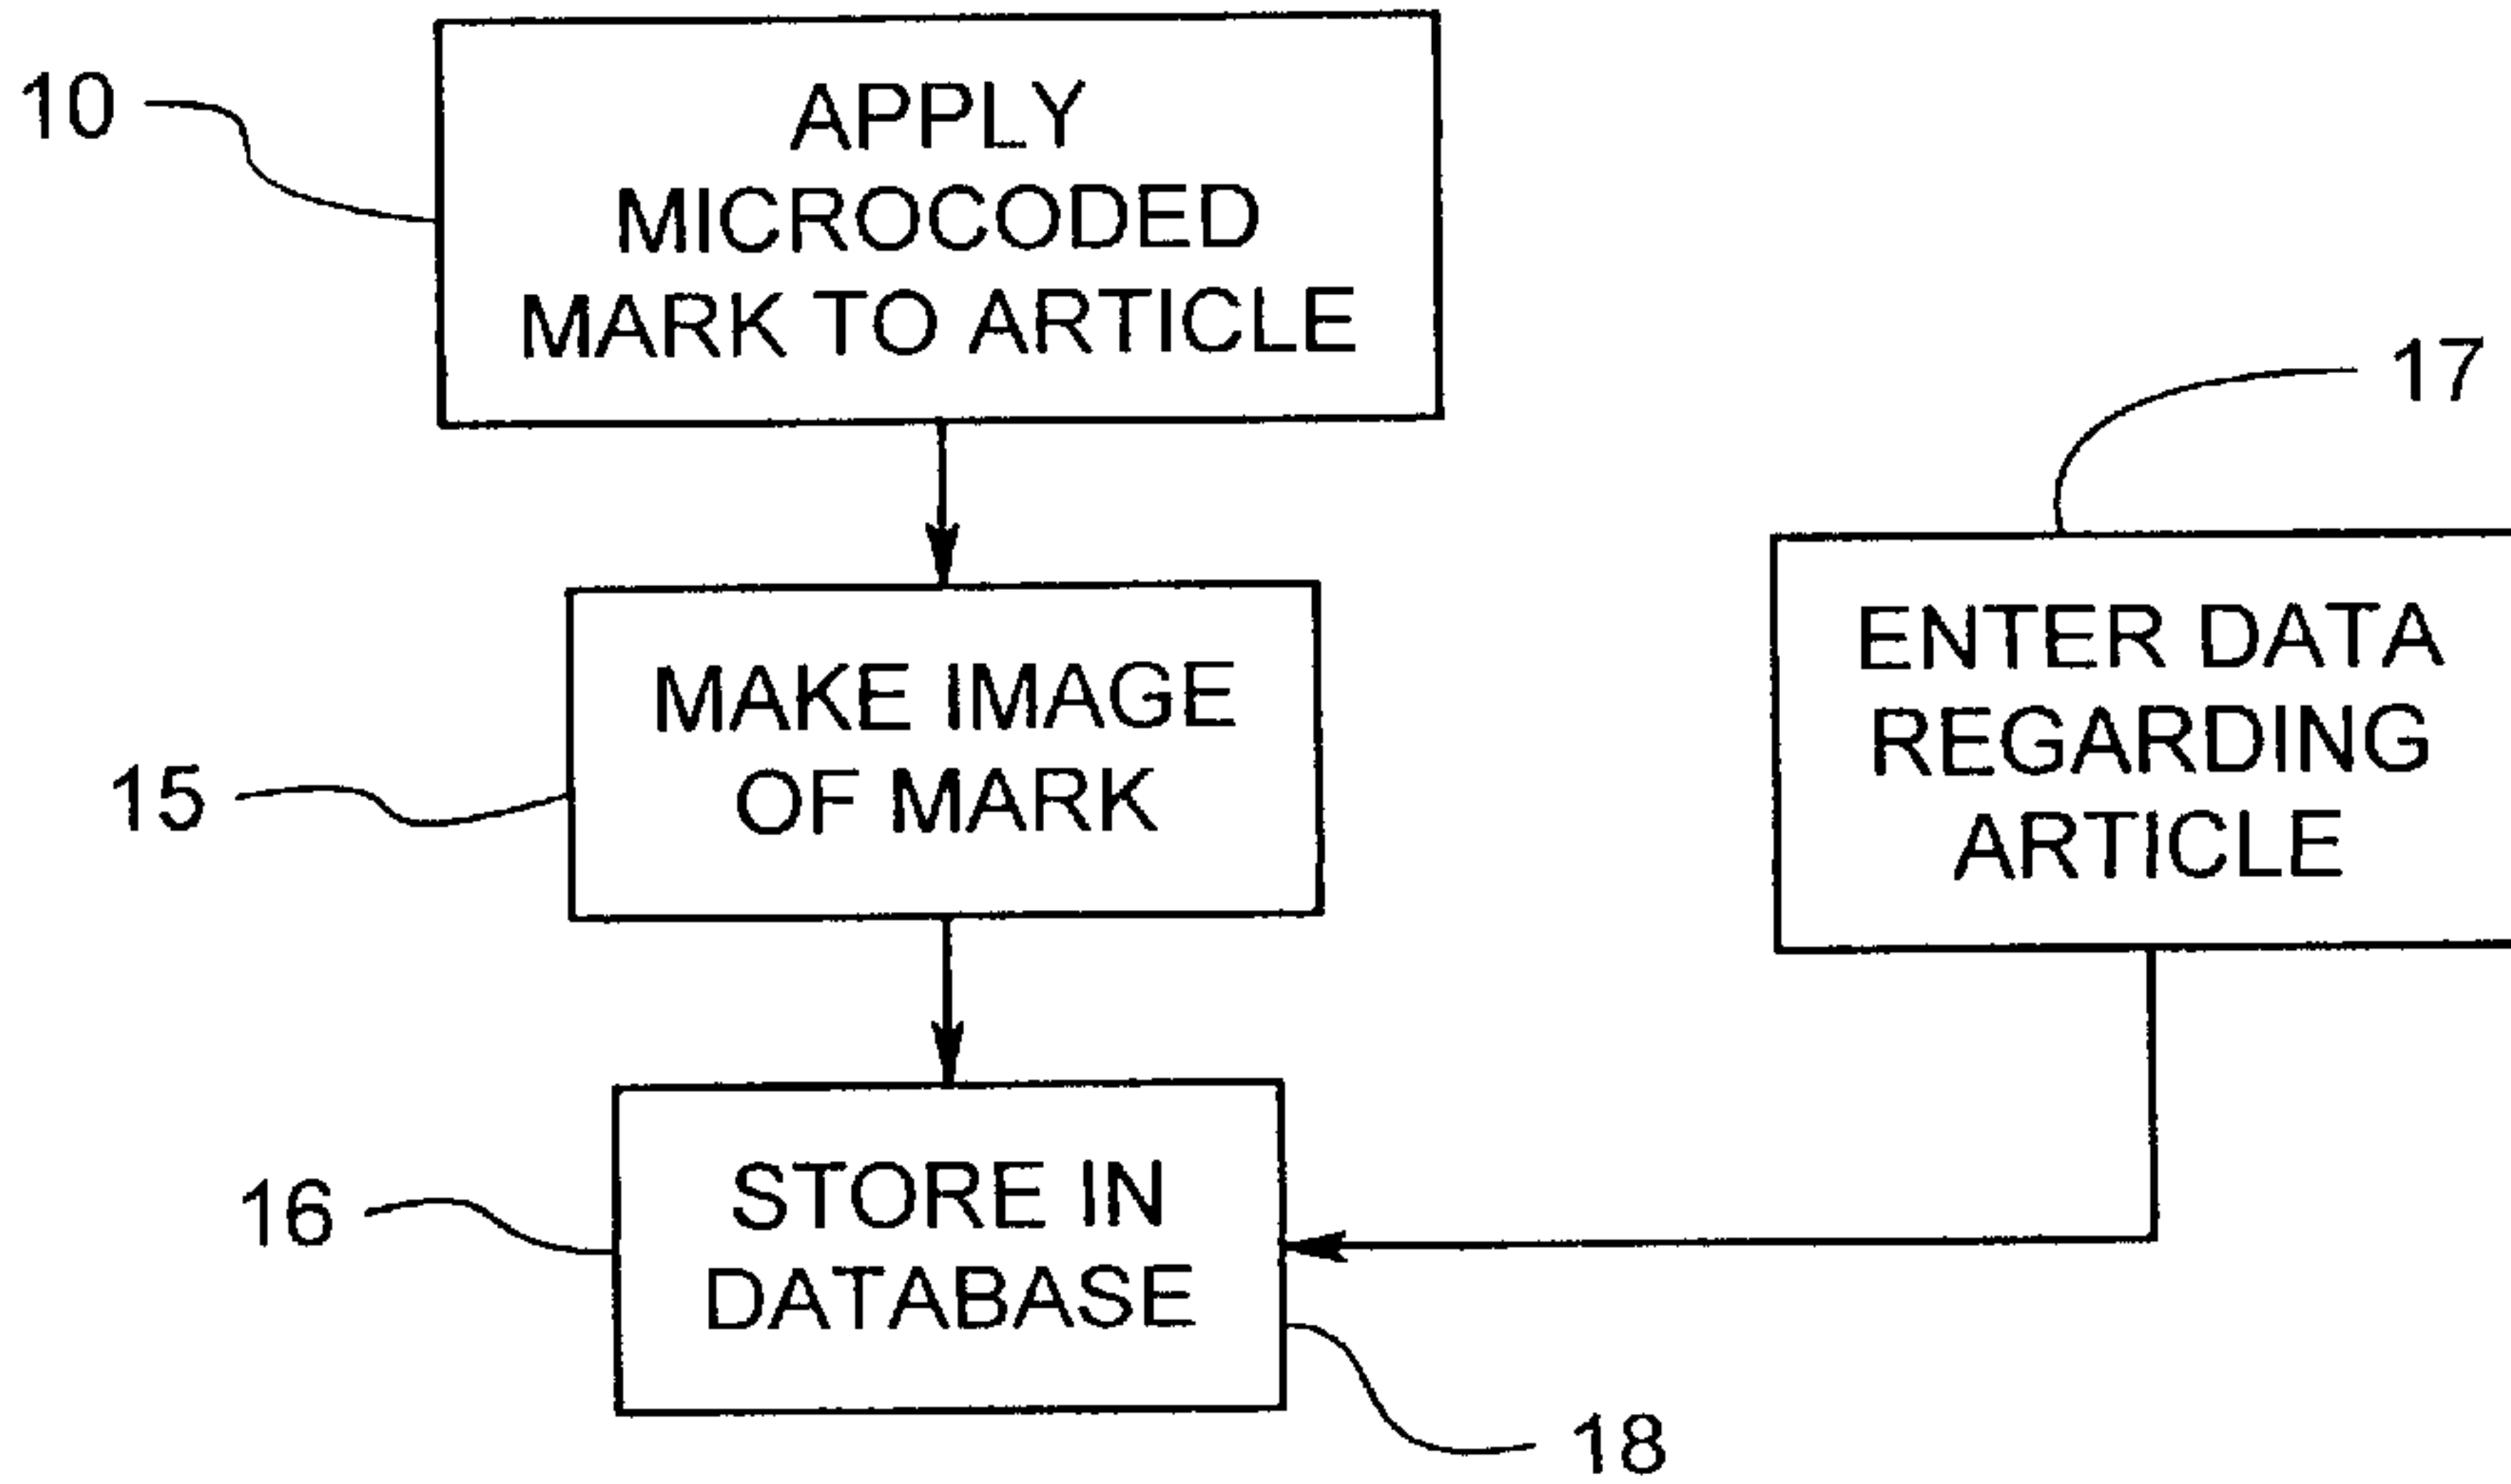 10
APPLY
MICROCODED
MARK TO ARTICLE
17
ENTER DATA
REGARDING
ARTICLE
15
MAKE IMAGE
OF MARK
16
STORE IN
DATABASE
18